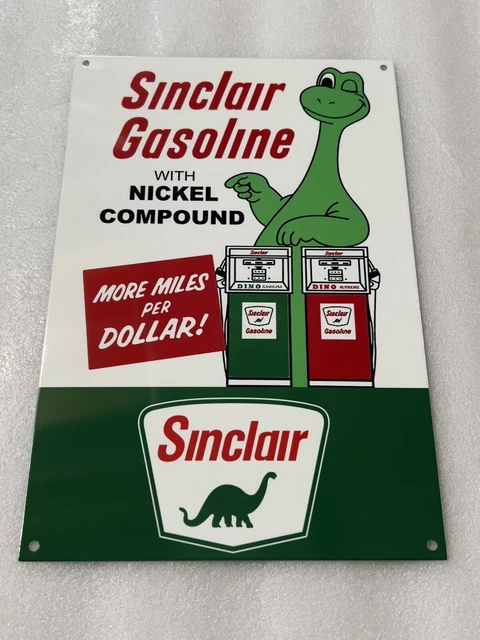 Sinclair
Gasoline
WITH
NICKEL
COMPOUND
MORE MILES
PER
DOLLAR!
Sinclair
DINO GASOLINE
Sinclair
Gasoline
Sinclair
DINO SUPREME
Sinclair
Gasoline
Sinclair